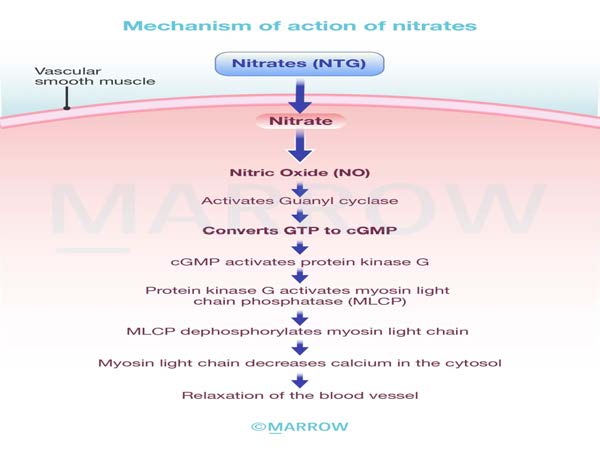 Mechanism of action of nitrates
Nitrates (NTG)
Vascular
smooth muscle
Nitrate
Nitric Oxide (NO)
Activates Guanyl cyclase
Converts GTP to cGMP
cGMP activates protein kinase G
Protein kinase G activates myosin light
chain phosphatase (MLCP)
MLCP dephosphorylates myosin light chain
Myosin light chain decreases calcium in the cytosol
Relaxation of the blood vessel
MARROW
©MARROW